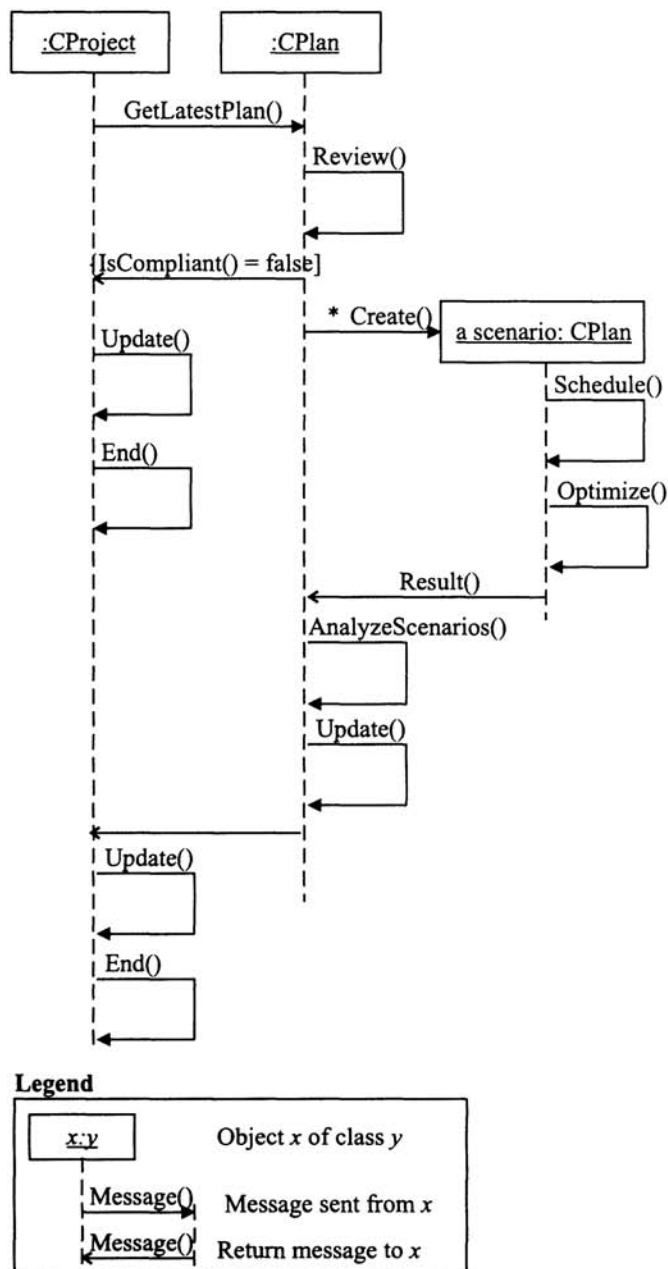 :CProject
:CPlan
GetLatestPlan()
Review()
[IsCompliant() = false]
* Create()
a scenario: CPlan
Update()
Schedule()
End()
Optimize()
Result()
AnalyzeScenarios()
Update()
Update()
End()
Legend
x:y
Object x of class y
Message()
Message sent from x
Message()
Return message to x